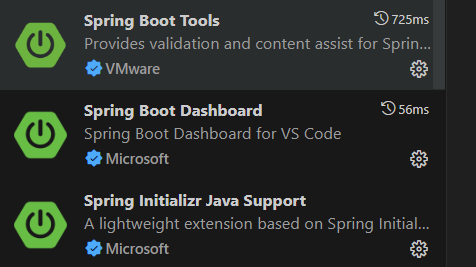 Spring Boot Tools 725ms
Provides validation and content assist for Sprin...
VMware
Spring Boot Dashboard 56ms
Spring Boot Dashboard for VS Code
Microsoft
Spring Initializr Java Support
A lightweight extension based on Spring Initial...
Microsoft